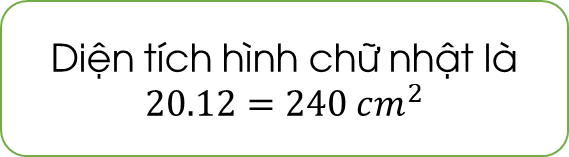 Diện tích hình chữ nhật là
20.12 = 240 cm²